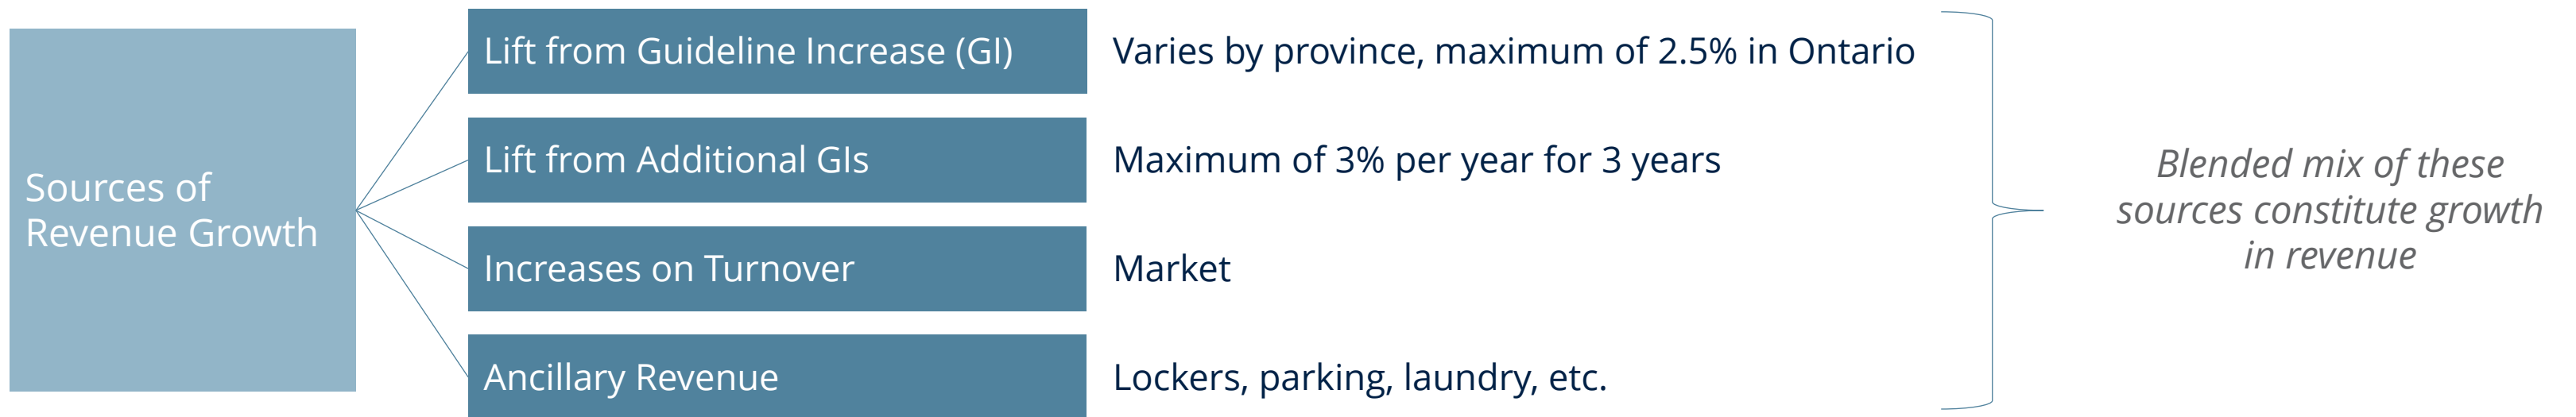 Sources of
Revenue Growth
Lift from Guideline Increase (GI)
Varies by province, maximum of 2.5% in Ontario
Lift from Additional GIs
Maximum of 3% per year for 3 years
Increases on Turnover
Market
Ancillary Revenue
Lockers, parking, laundry, etc.
Blended mix of these
sources constitute growth
in revenue